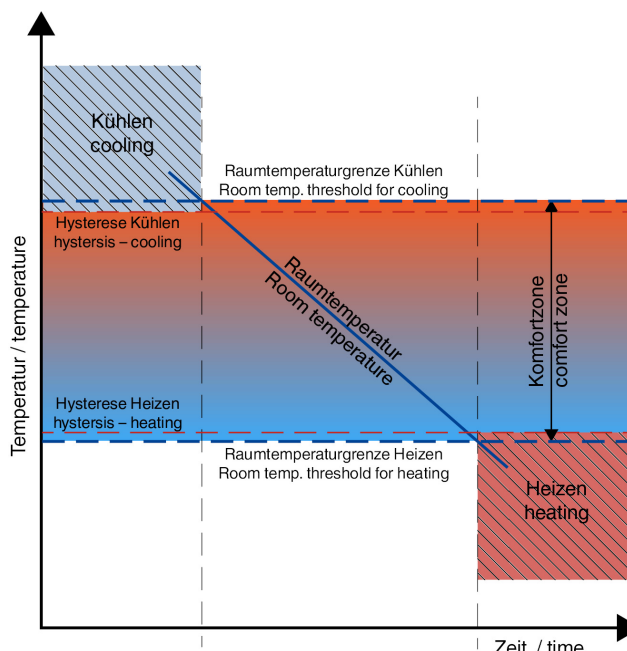 Kühlen
cooling
Raumtemperaturgrenze Kühlen
Room temp. threshold for cooling
Hysterese Kühlen
hystersis – cooling
Raumtemperatur
Room temperature
Komfortzone
comfort zone
Temperatur / temperature
Hysterese Heizen
hystersis – heating
Raumtemperaturgrenze Heizen
Room temp. threshold for heating
Heizen
heating
Zeit / time